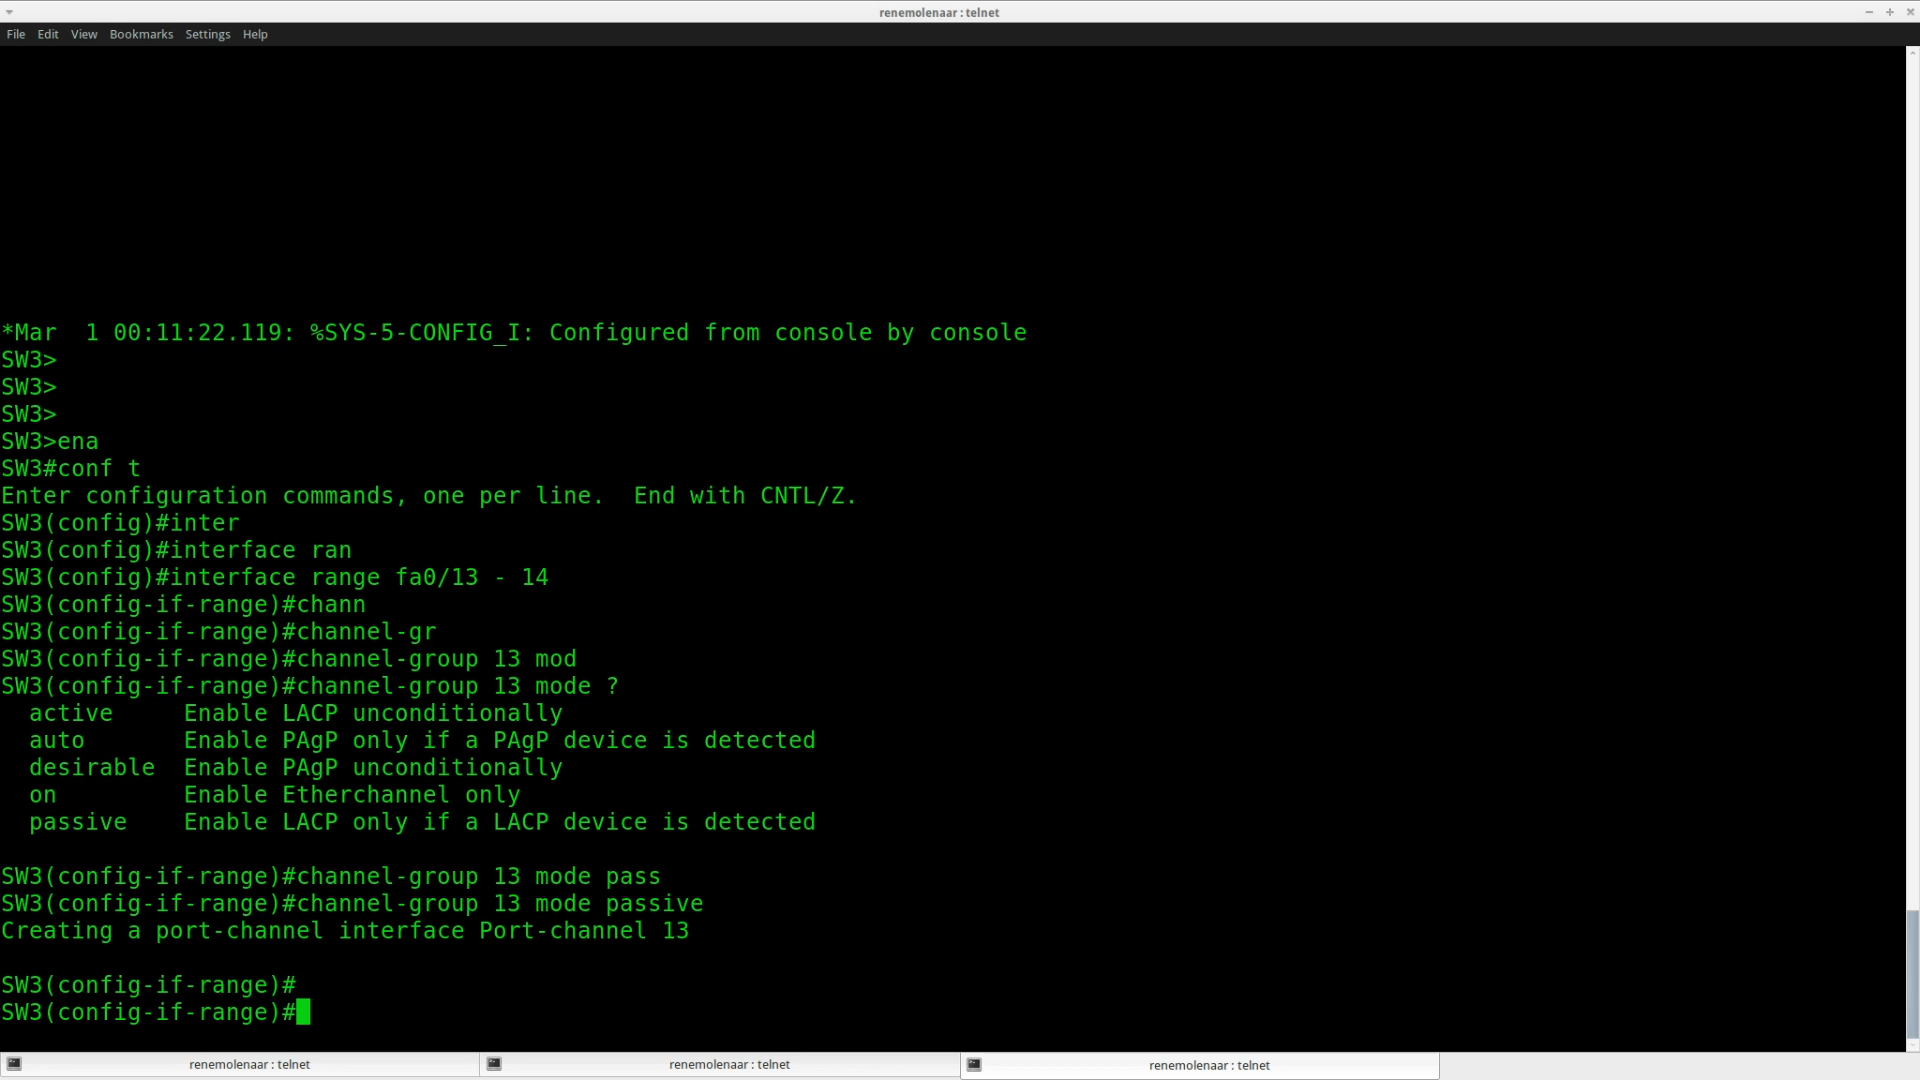 renemolenaar : telnet
File Edit View Bookmarks Settings Help
*Mar  1 00:11:22.119: %SYS-5-CONFIG_I: Configured from console by console
SW3>
SW3>
SW3>
SW3>ena
SW3#conf t
Enter configuration commands, one per line.  End with CNTL/Z.
SW3(config)#inter
SW3(config)#interface ran
SW3(config)#interface range fa0/13 - 14
SW3(config-if-range)#chann
SW3(config-if-range)#channel-gr
SW3(config-if-range)#channel-group 13 mod
SW3(config-if-range)#channel-group 13 mode ?
  active     Enable LACP unconditionally
  auto       Enable PAgP only if a PAgP device is detected
  desirable  Enable PAgP unconditionally
  on         Enable Etherchannel only
  passive    Enable LACP only if a LACP device is detected
SW3(config-if-range)#channel-group 13 mode pass
SW3(config-if-range)#channel-group 13 mode passive
Creating a port-channel interface Port-channel 13
SW3(config-if-range)#
SW3(config-if-range)#
renemolenaar : telnet renemolenaar : telnet renemolenaar : telnet